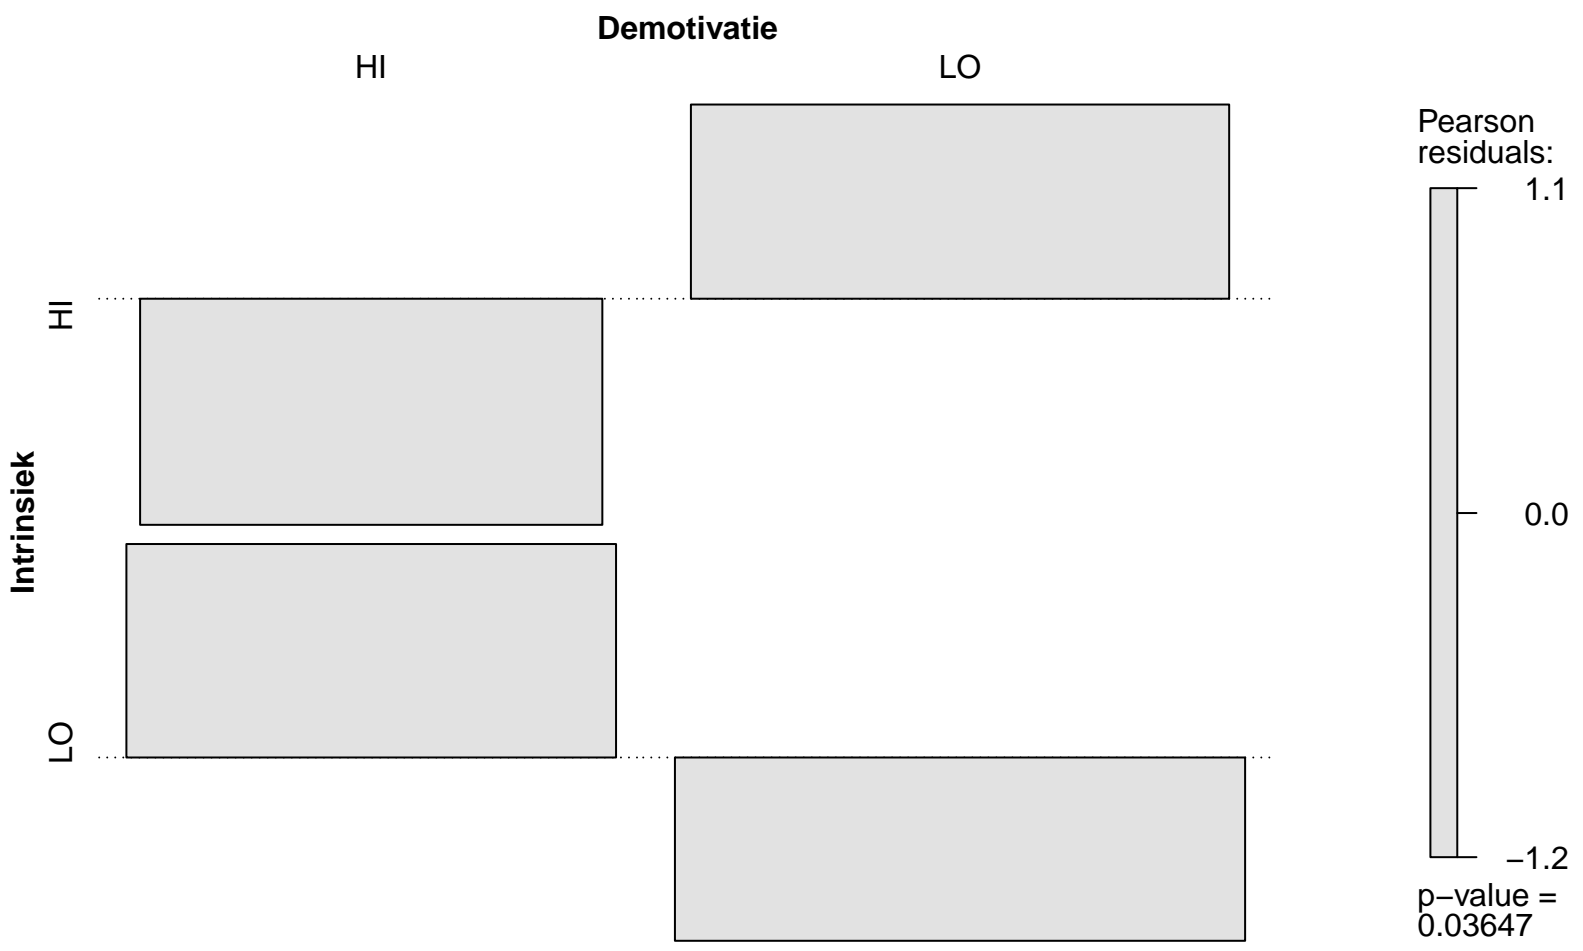 Demotivatie
HI
LO
Intrinsiek
HI
LO
Pearson
residuals:
1.1
0.0
−1.2
p−value =
0.03647